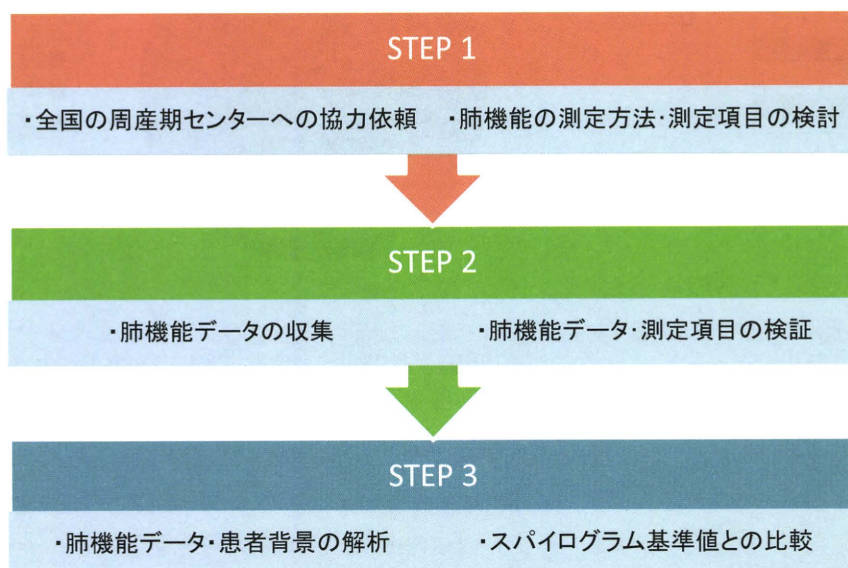 STEP 1
・全国の周産期センターへの協力依頼 ・肺機能の測定方法・測定項目の検討
STEP 2
・肺機能データの収集 ・肺機能データ・測定項目の検証
STEP 3
・肺機能データ・患者背景の解析 ・スパイログラム基準値との比較